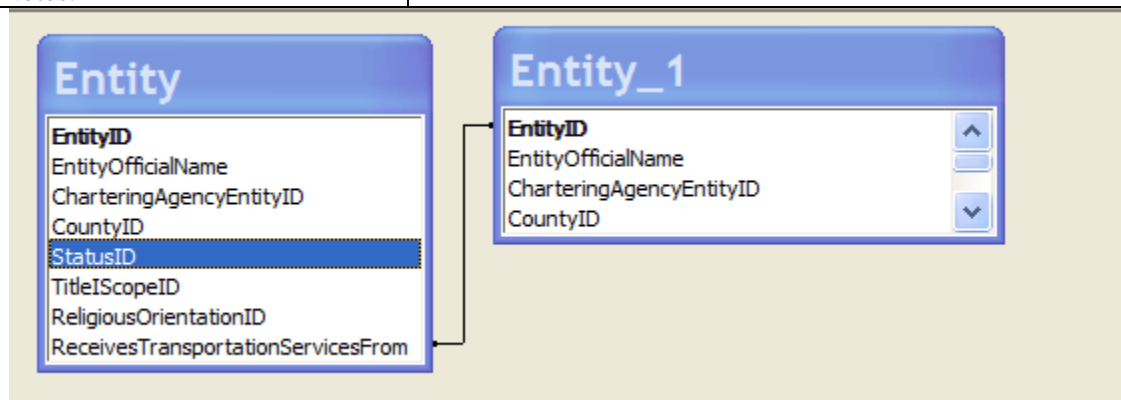 Entity
EntityID
EntityOfficialName
CharteringAgencyEntityID
CountyID
StatusID
TitleIScopeID
ReligiousOrientationID
ReceivesTransportationServicesFrom
Entity_1
EntityID
EntityOfficialName
CharteringAgencyEntityID
CountyID